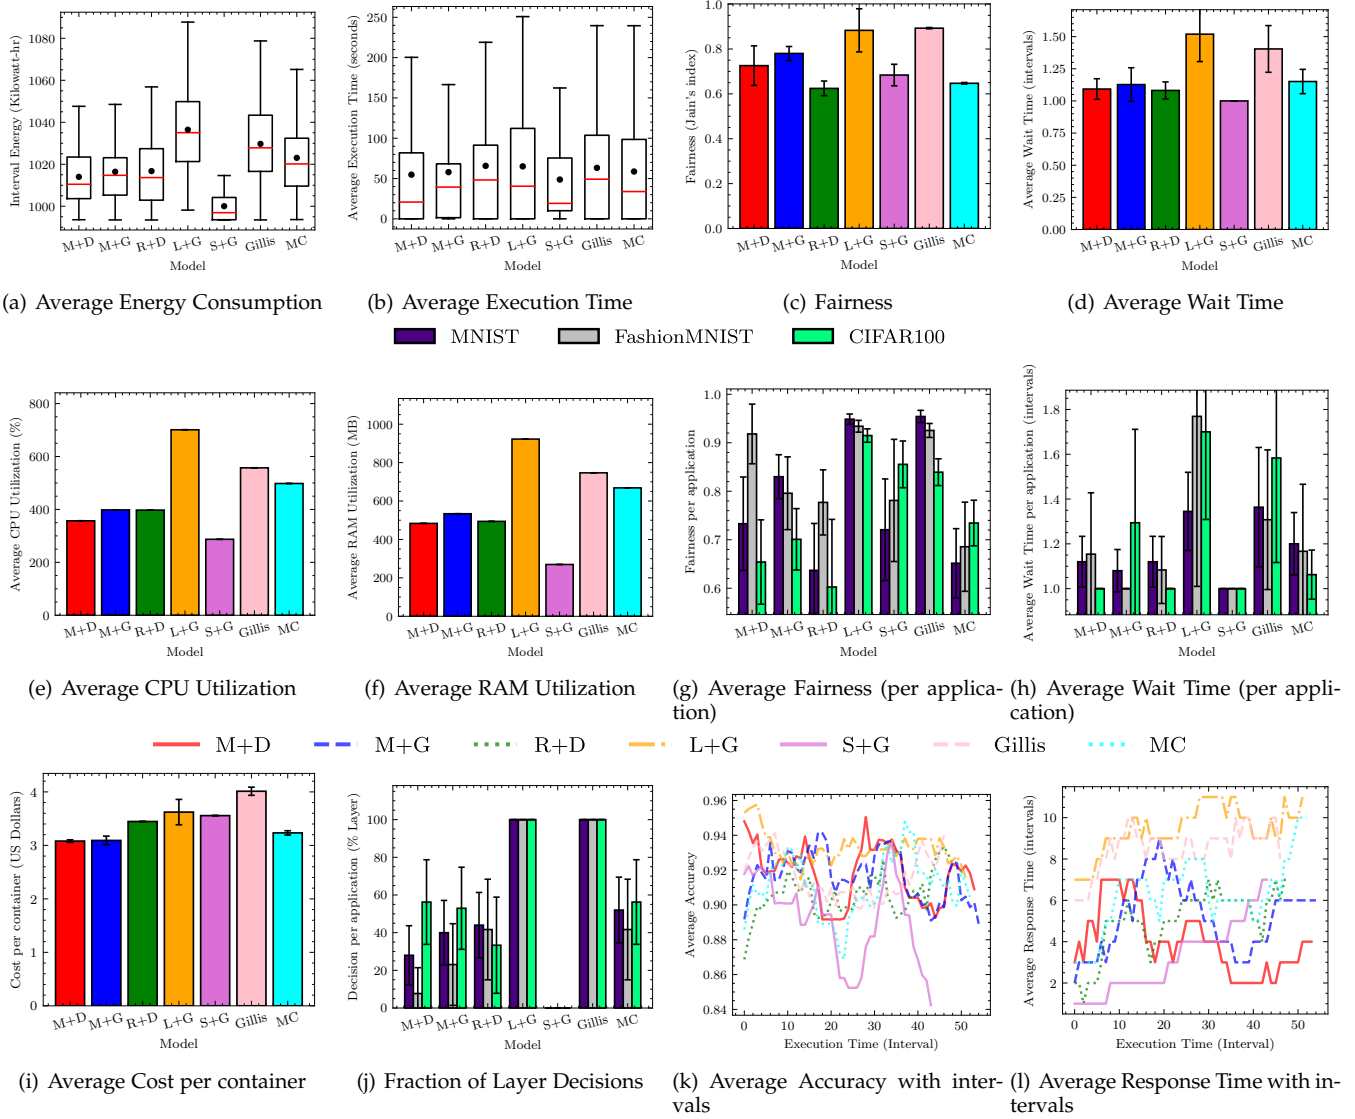 Interval Energy (Kilowatt-hr)
1080
1060
1040
1020
1000
M+D M+G R+D L+G S+G Gillis MC
Model
(a) Average Energy Consumption
Average Execution Time (seconds)
250
200
150
100
50
0
M+D M+G R+D L+G S+G Gillis MC
Model
(b) Average Execution Time
Fairness (Jain's index)
1.0
0.8
0.6
0.4
0.2
0.0
M+D M+G R+D L+G S+G Gillis MC
Model
(c) Fairness
Average Wait Time (intervals)
1.50
1.25
1.00
0.75
0.50
0.25
0.00
M+D M+G R+D L+G S+G Gillis MC
Model
(d) Average Wait Time
MNIST FashionMNIST CIFAR100
Average CPU Utilization (%)
800
600
400
200
0
M+D M+G R+D L+G S+G Gillis MC
Model
(e) Average CPU Utilization
Average RAM Utilization (MB)
1000
800
600
400
200
0
M+D M+G R+D L+G S+G Gillis MC
Model
(f) Average RAM Utilization
Fairness per application
1.0
0.9
0.8
0.7
0.6
M+D M+G R+D L+G S+G Gillis MC
Model
(g) Average Fairness (per applica-
tion)
Average Wait Time per application (intervals)
1.8
1.6
1.4
1.2
1.0
M+D M+G R+D L+G S+G Gillis MC
Model
(h) Average Wait Time (per appli-
cation)
M+D M+G R+D L+G S+G Gillis MC
Cost per container (US Dollars)
4
3
2
1
0
M+D M+G R+D L+G S+G Gillis MC
Model
(i) Average Cost per container
Decision per application (% Layer)
100
80
60
40
20
0
M+D M+G R+D L+G S+G Gillis MC
Model
(j) Fraction of Layer Decisions
Average Accuracy
0.96
0.94
0.92
0.90
0.88
0.86
0.84
0 10 20 30 40 50
Execution Time (Interval)
(k) Average Accuracy with inter-
vals
Average Response Time (intervals)
10
8
6
4
2
0 10 20 30 40 50
Execution Time (Interval)
(l) Average Response Time with in-
tervals